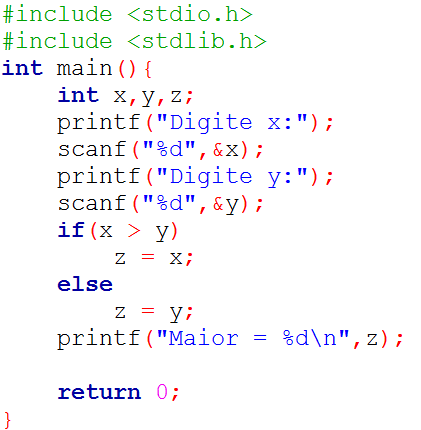 #include <stdio.h>
#include <stdlib.h>
int main(){
    int x,y,z;
    printf("Digite x:");
    scanf("%d",&x);
    printf("Digite y:");
    scanf("%d",&y);
    if(x > y)
        z = x;
    else
        z = y;
    printf("Maior = %d\n",z);

    return 0;
}